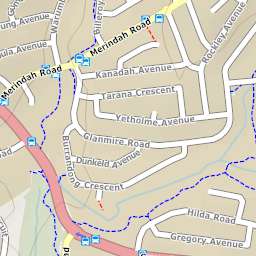 Merindah Road
Rockley Avenue
Merindah Road
Kanadah Avenue
Tarana Crescent
Yetholme Avenue
Glanmire Road
Dunkeld Avenue
Burrandong Crescent
Hilda Road
Gregory Avenue